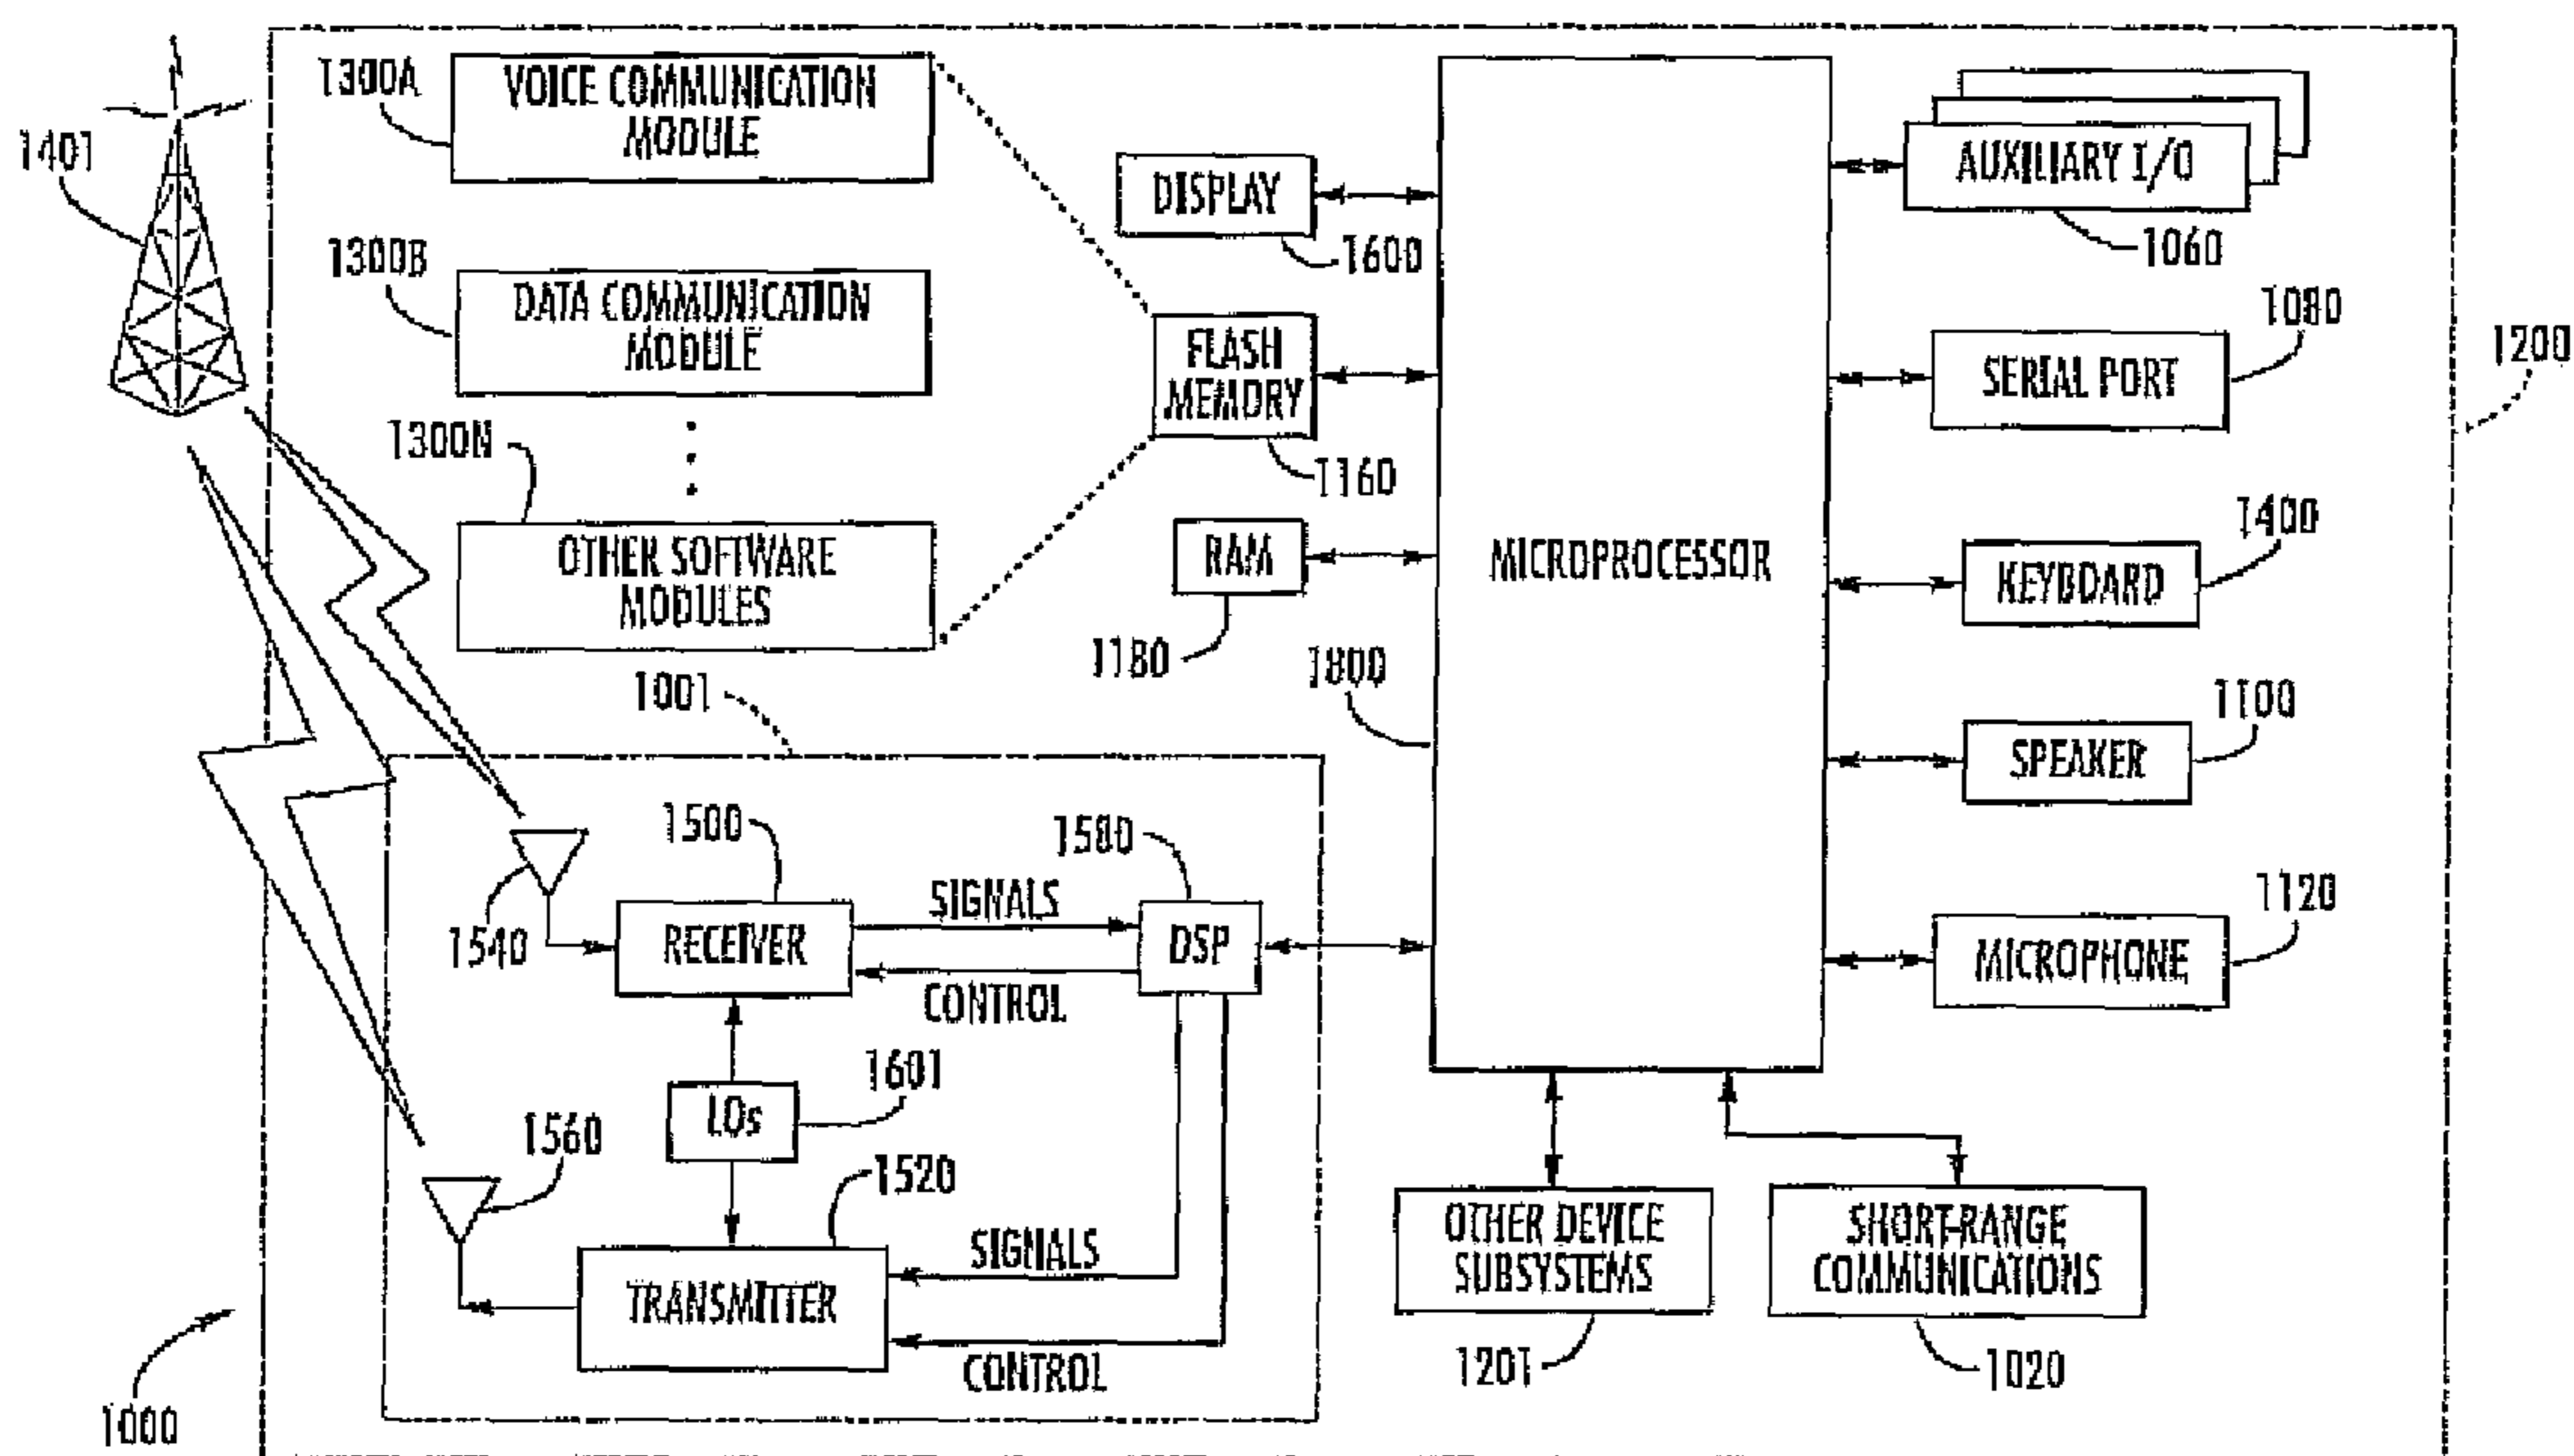 1401
1300A
VOICE COMMUNICATION
MODULE
1300B
DATA COMMUNICATION
MODULE
1300N
OTHER SOFTWARE
MODULES
DISPLAY
1600
FLASH
MEMORY
1160
RAM
1180
MICROPROCESSOR
1800
AUXILIARY I/O
1060
SERIAL PORT
1080
1200
KEYBOARD
1400
SPEAKER
1100
MICROPHONE
1120
1001
1540
1500
RECEIVER
SIGNALS
CONTROL
1580
DSP
LOs
1601
1560
1520
TRANSMITTER
SIGNALS
CONTROL
OTHER DEVICE
SUBSYSTEMS
1201
SHORT-RANGE
COMMUNICATIONS
1020
1000